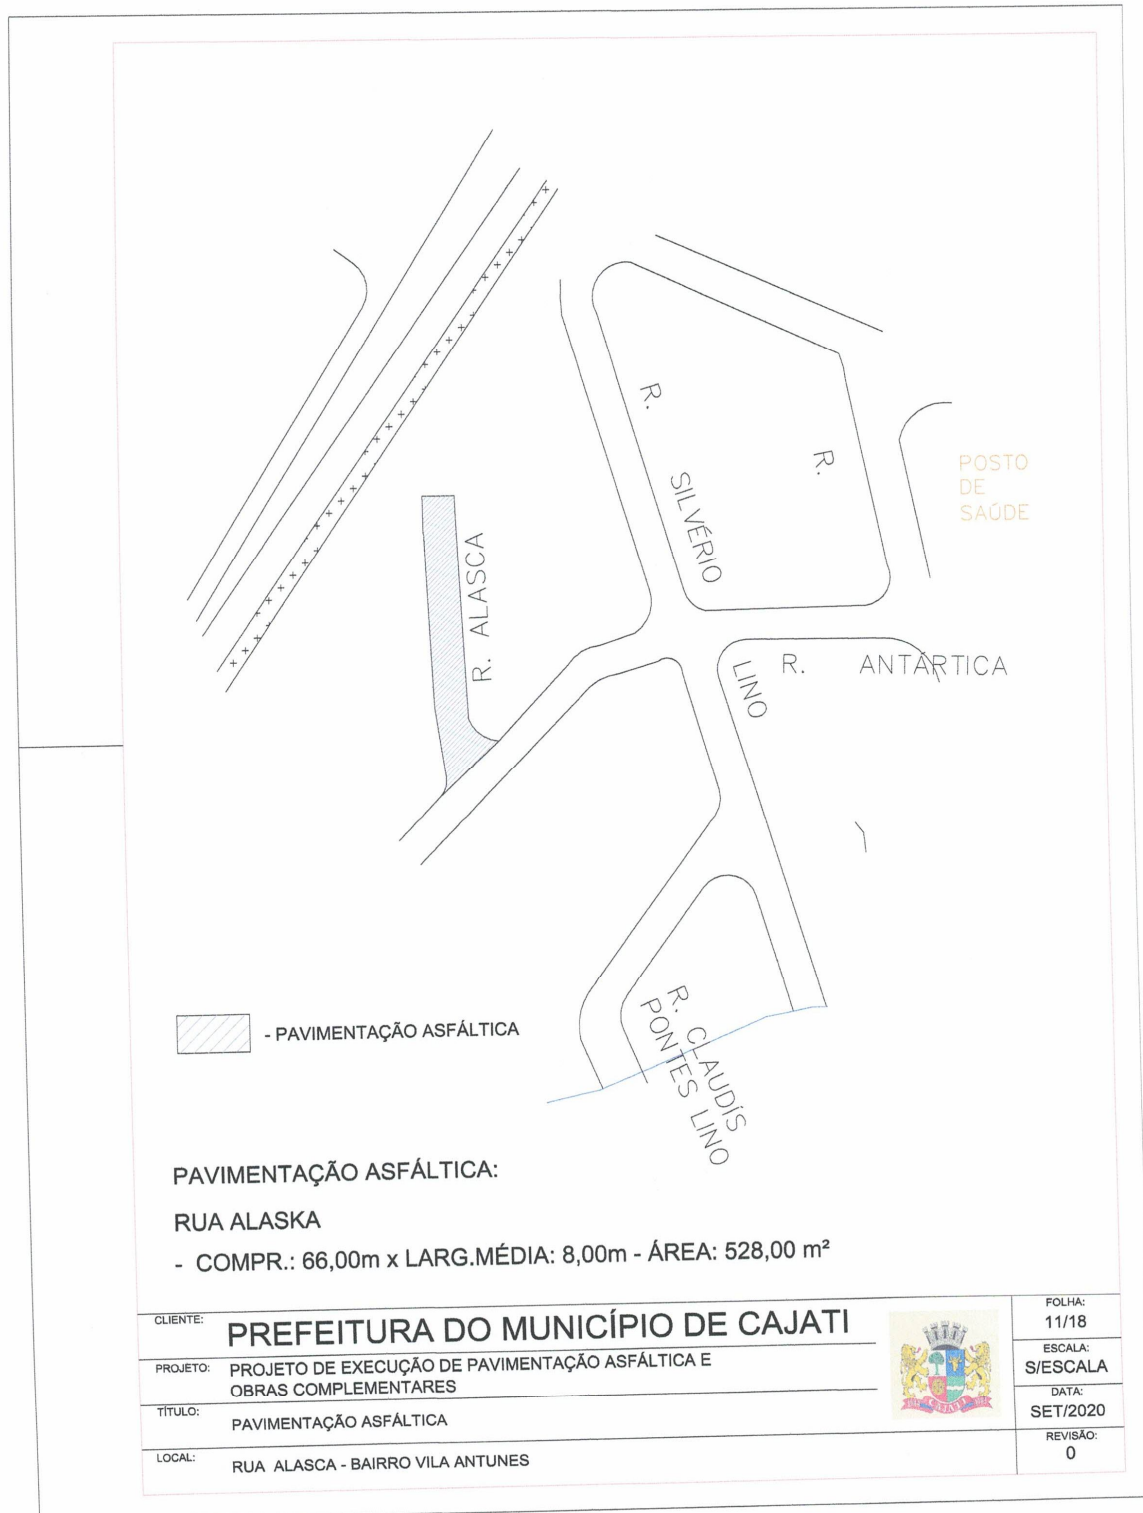 R.
SILVÉRIO
LINO
R.
POSTO
DE
SAÚDE
R. ALASCA
R. ANTÁRTICA
R. CLAUDÍS
PONTES LINO
- PAVIMENTAÇÃO ASFÁLTICA
PAVIMENTAÇÃO ASFÁLTICA:
RUA ALASKA
- COMPR.: 66,00m x LARG.MÉDIA: 8,00m - ÁREA: 528,00 m²
CLIENTE: PREFEITURA DO MUNICÍPIO DE CAJATI
PROJETO: PROJETO DE EXECUÇÃO DE PAVIMENTAÇÃO ASFÁLTICA E
OBRAS COMPLEMENTARES
TÍTULO: PAVIMENTAÇÃO ASFÁLTICA
LOCAL: RUA ALASCA - BAIRRO VILA ANTUNES
CAJATI
FOLHA:
11/18
ESCALA:
S/ESCALA
DATA:
SET/2020
REVISÃO:
0